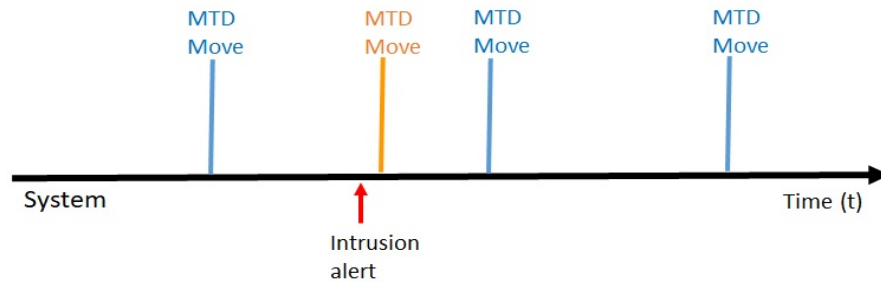 MTD
Move
MTD
Move
MTD
Move
MTD
Move
System
Time (t)
Intrusion
alert